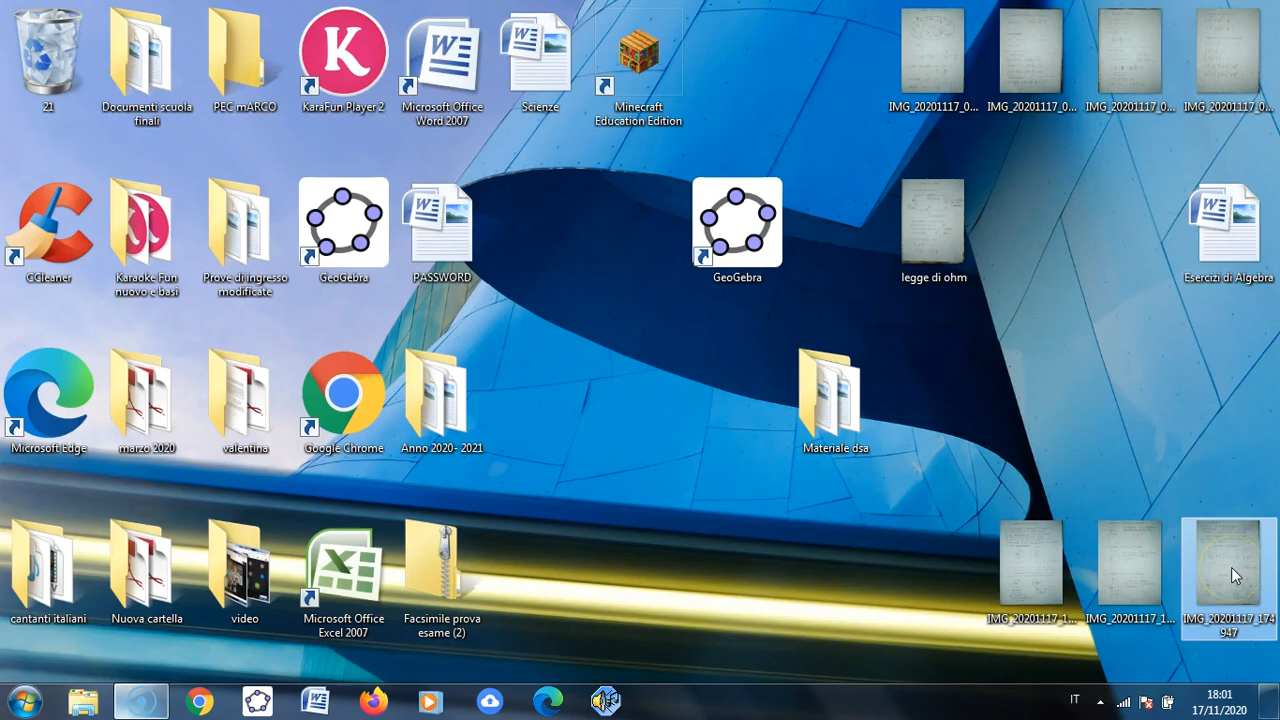 21
Documenti scuola
finali
PEC mARCO
KaraFun Player 2
Microsoft Office
Word 2007
Scienze
Minecraft
Education Edition
IMG_20201117_0...
IMG_20201117_0...
IMG_20201117_0...
IMG_20201117_0...
CCleaner
Karaoke Fun
nuovo e basi
Prove di ingresso
modificate
GeoGebra
PASSWORD
GeoGebra
legge di ohm
Esercizi di Algebra
Microsoft Edge
marzo 2020
valentina
Google Chrome
Anno 2020- 2021
Materiale dsa
cantanti italiani
Nuova cartella
video
Microsoft Office
Excel 2007
Facsimile prova
esame (2)
IMG_20201117_1...
IMG_20201117_1...
IMG_20201117_174
947
IT
18:01
17/11/2020